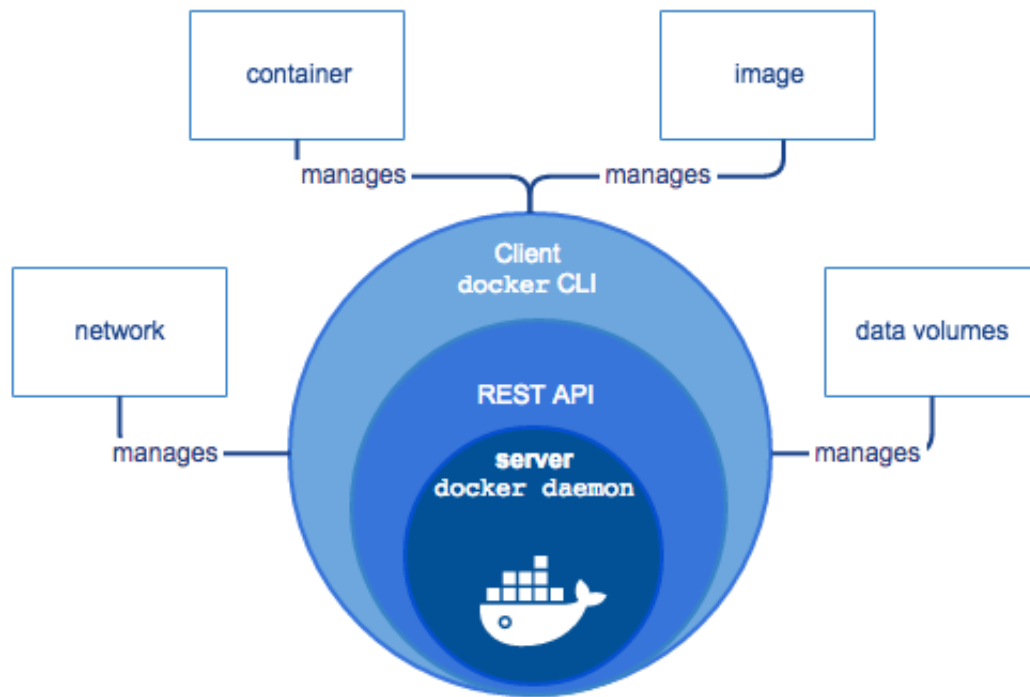 container
image
manages
manages
Client
docker CLI
network
data volumes
REST API
manages
manages
server
docker daemon